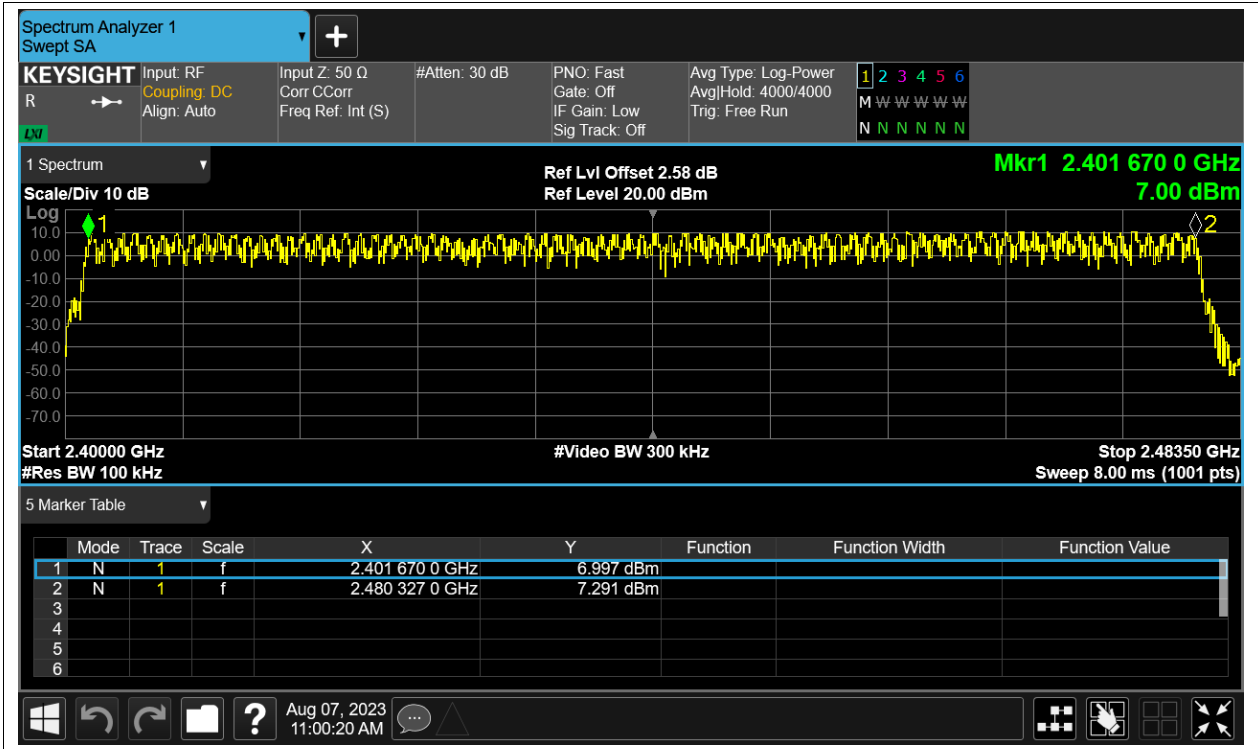 Spectrum Analyzer 1
Swept SA
KEYSIGHT Input: RF Input Z: 50 Ω #Atten: 30 dB PNO: Fast Avg Type: Log-Power 1 2 3 4 5 6
R Coupling: DC Corr CCorr Gate: Off Avg|Hold: 4000/4000 M W W W W W
Align: Auto Freq Ref: Int (S) IF Gain: Low Trig: Free Run
LXI Sig Track: Off N N N N N N
1 Spectrum Ref Lvl Offset 2.58 dB Mkr1 2.401 670 0 GHz
Scale/Div 10 dB Ref Level 20.00 dBm 7.00 dBm
Log
1 2
10.0
0.00
-10.0
-20.0
-30.0
-40.0
-50.0
-60.0
-70.0
Start 2.40000 GHz #Video BW 300 kHz Stop 2.48350 GHz
#Res BW 100 kHz Sweep 8.00 ms (1001 pts)
5 Marker Table
Mode Trace Scale X Y Function Function Width Function Value
1 N 1 f 2.401 670 0 GHz 6.997 dBm
2 N 1 f 2.480 327 0 GHz 7.291 dBm
3
4
5
6
? Aug 07, 2023
11:00:20 AM